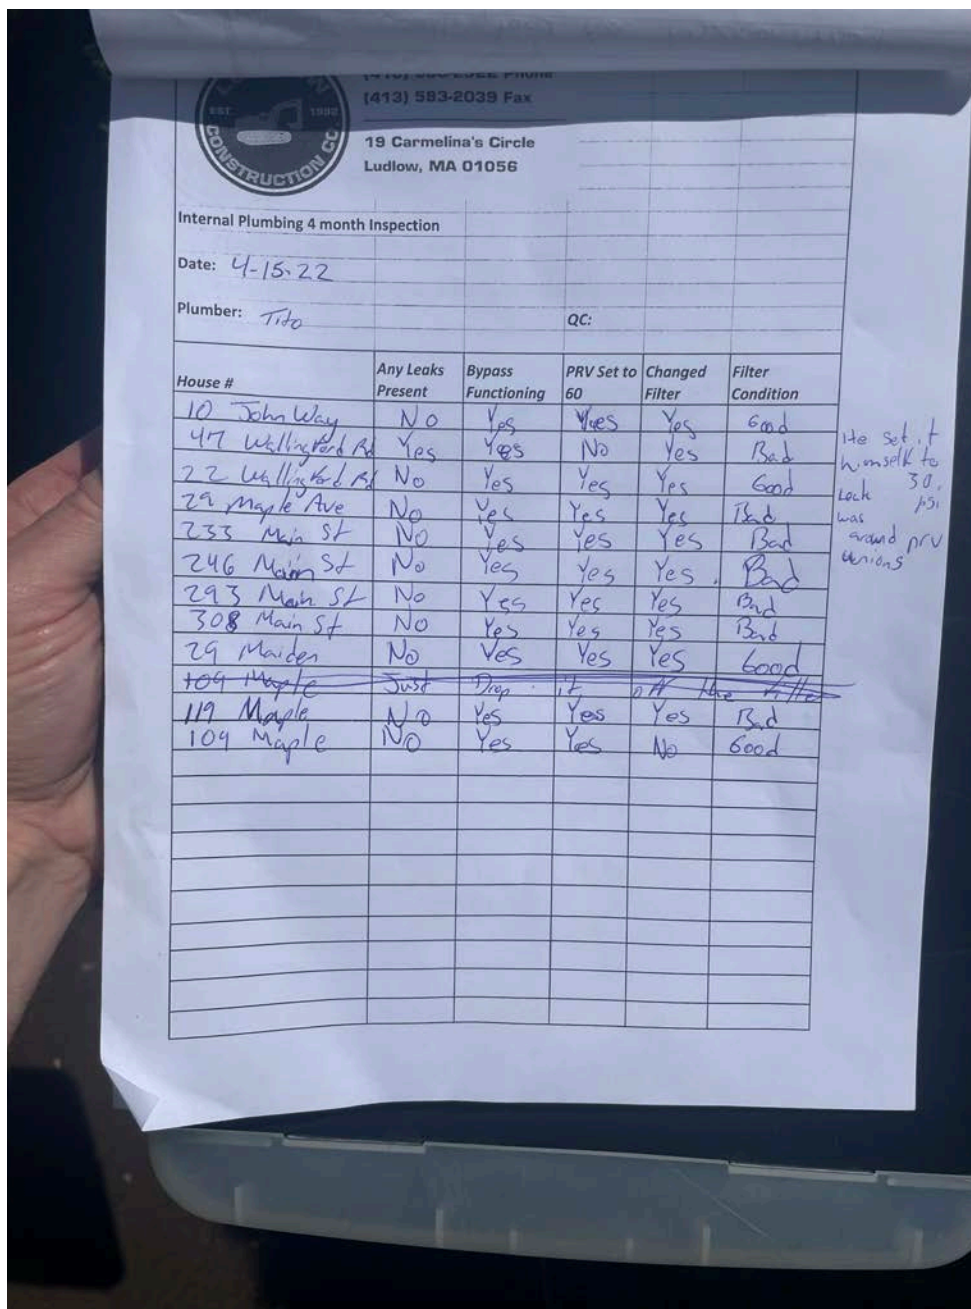 EST. 1992
CONSTRUCTION CO
(413) 583-2039 Fax
19 Carmelina's Circle
Ludlow, MA 01056
Internal Plumbing 4 month Inspection
Date: 4-15-22
Plumber: Tito QC:
House # Any Leaks Present Bypass Functioning PRV Set to 60 Changed Filter Filter Condition
10 John Way No Yes Yes Yes Good
47 Wallingford Rd Yes Yes No Yes Bad
22 Wallingford Rd No Yes Yes Yes Good
29 Maple Ave No Yes Yes Yes Bad
233 Main St No Yes Yes Yes Bad
246 Main St No Yes Yes Yes Bad
293 Main St No Yes Yes Yes Bad
308 Main St No Yes Yes Yes Bad
29 Maiden No Yes Yes Yes Good
109 Maple Just Drop it off the filter
119 Maple No Yes Yes Yes Bad
109 Maple No Yes Yes No Good
He set it
himself to
30. psi
Leak
was
around prv
unions